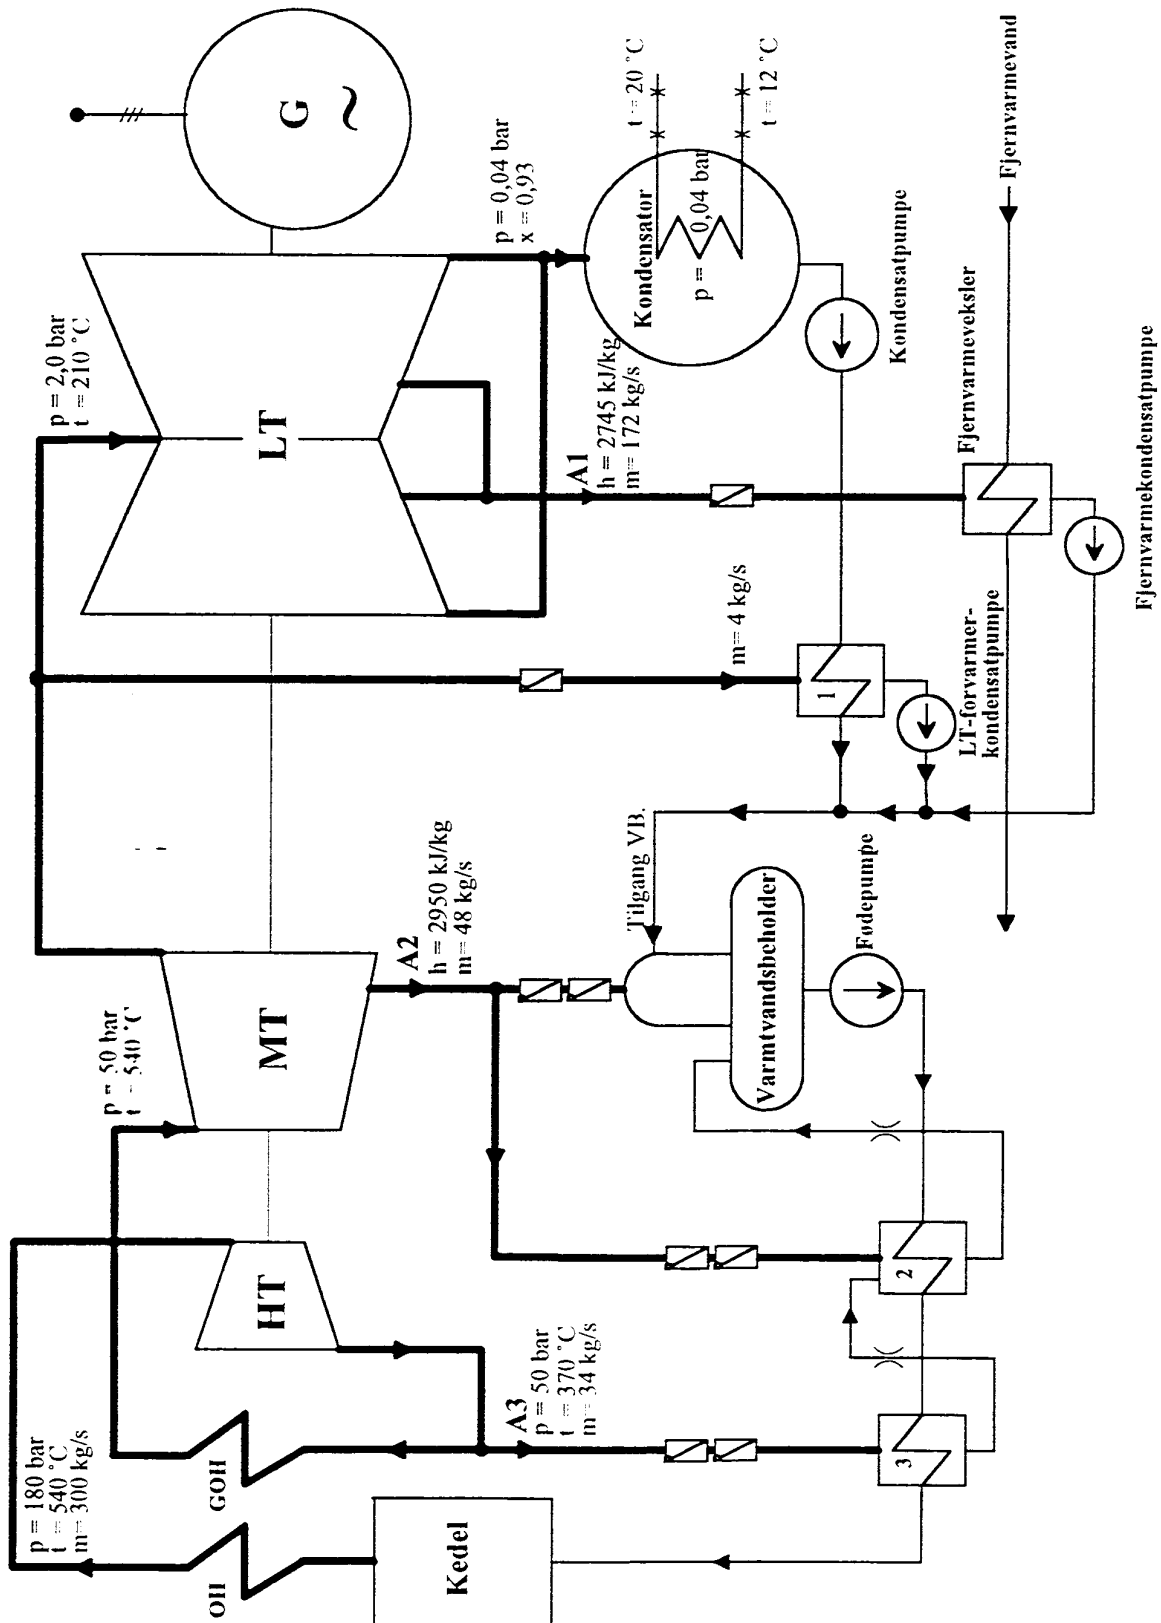 p = 180 bar
t = 540 °C
m= 300 kg/s
OH
GOH
Kedel
HT
p = 50 bar
t = 540 °C
MT
A3
p = 50 bar
t = 370 °C
m= 34 kg/s
A2
h = 2950 kJ/kg
m= 48 kg/s
3
2
Tilgang VB.
Varmtvandsbeholder
Fødepumpe
p = 2,0 bar
t = 210 °C
LT
G
~
p = 0,04 bar
x = 0,93
A1
h = 2745 kJ/kg
m= 172 kg/s
m= 4 kg/s
1
LT-forvarmer-
kondensatpumpe
Kondensator
p = 0,04 bar
t = 20 °C
t = 12 °C
Kondensatpumpe
Fjernvarmevand
Fjernvarmeveksler
Fjernvarmekondensatpumpe